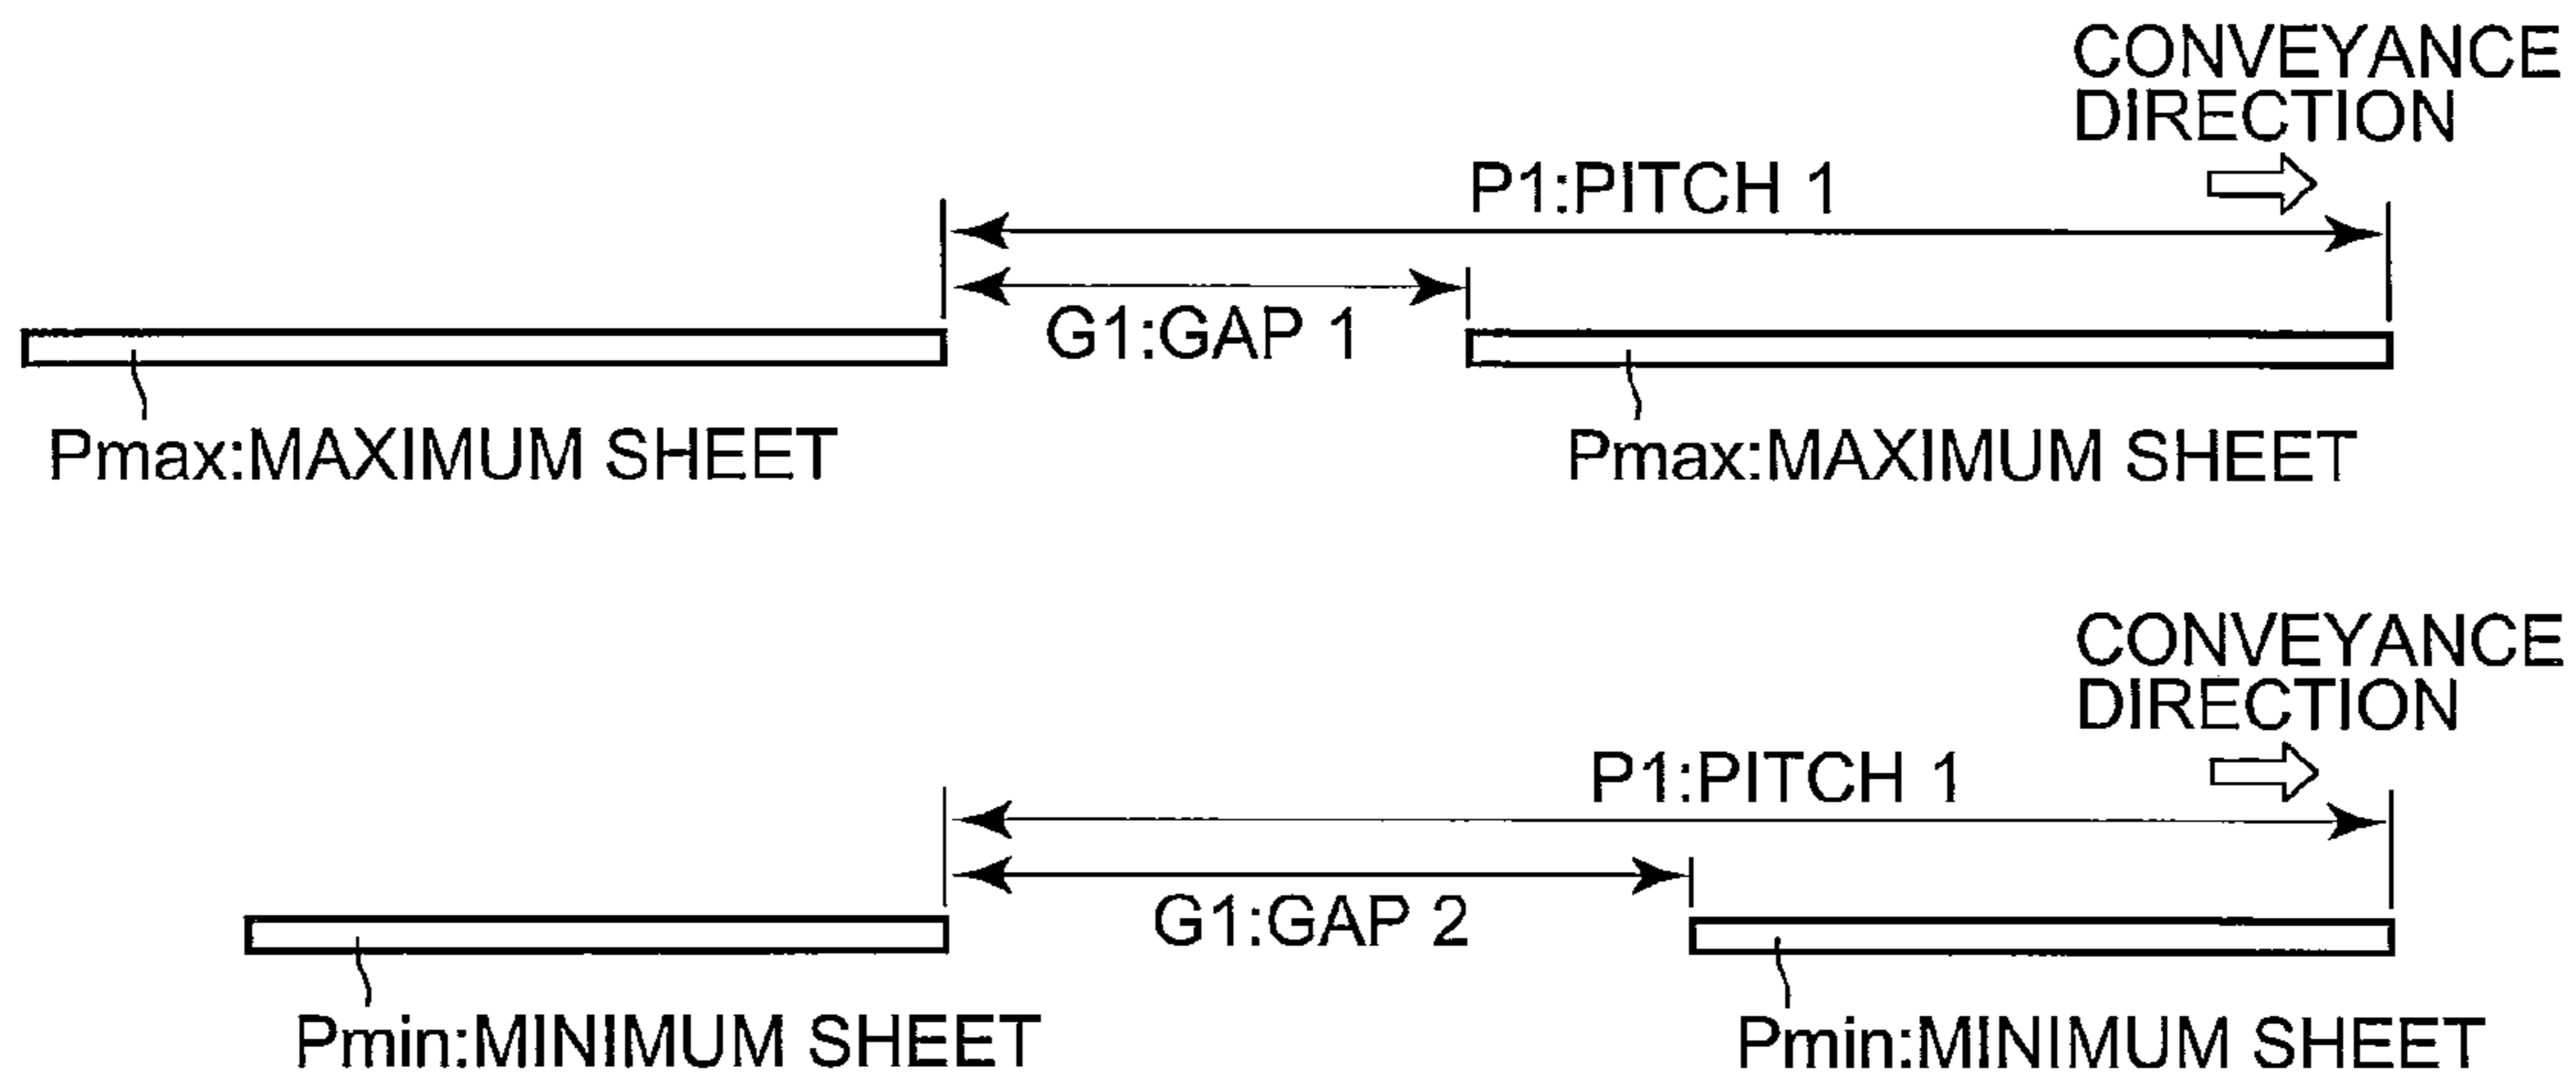 CONVEYANCE
DIRECTION
P1:PITCH 1
G1:GAP 1
Pmax:MAXIMUM SHEET
Pmax:MAXIMUM SHEET
CONVEYANCE
DIRECTION
P1:PITCH 1
G1:GAP 2
Pmin:MINIMUM SHEET
Pmin:MINIMUM SHEET